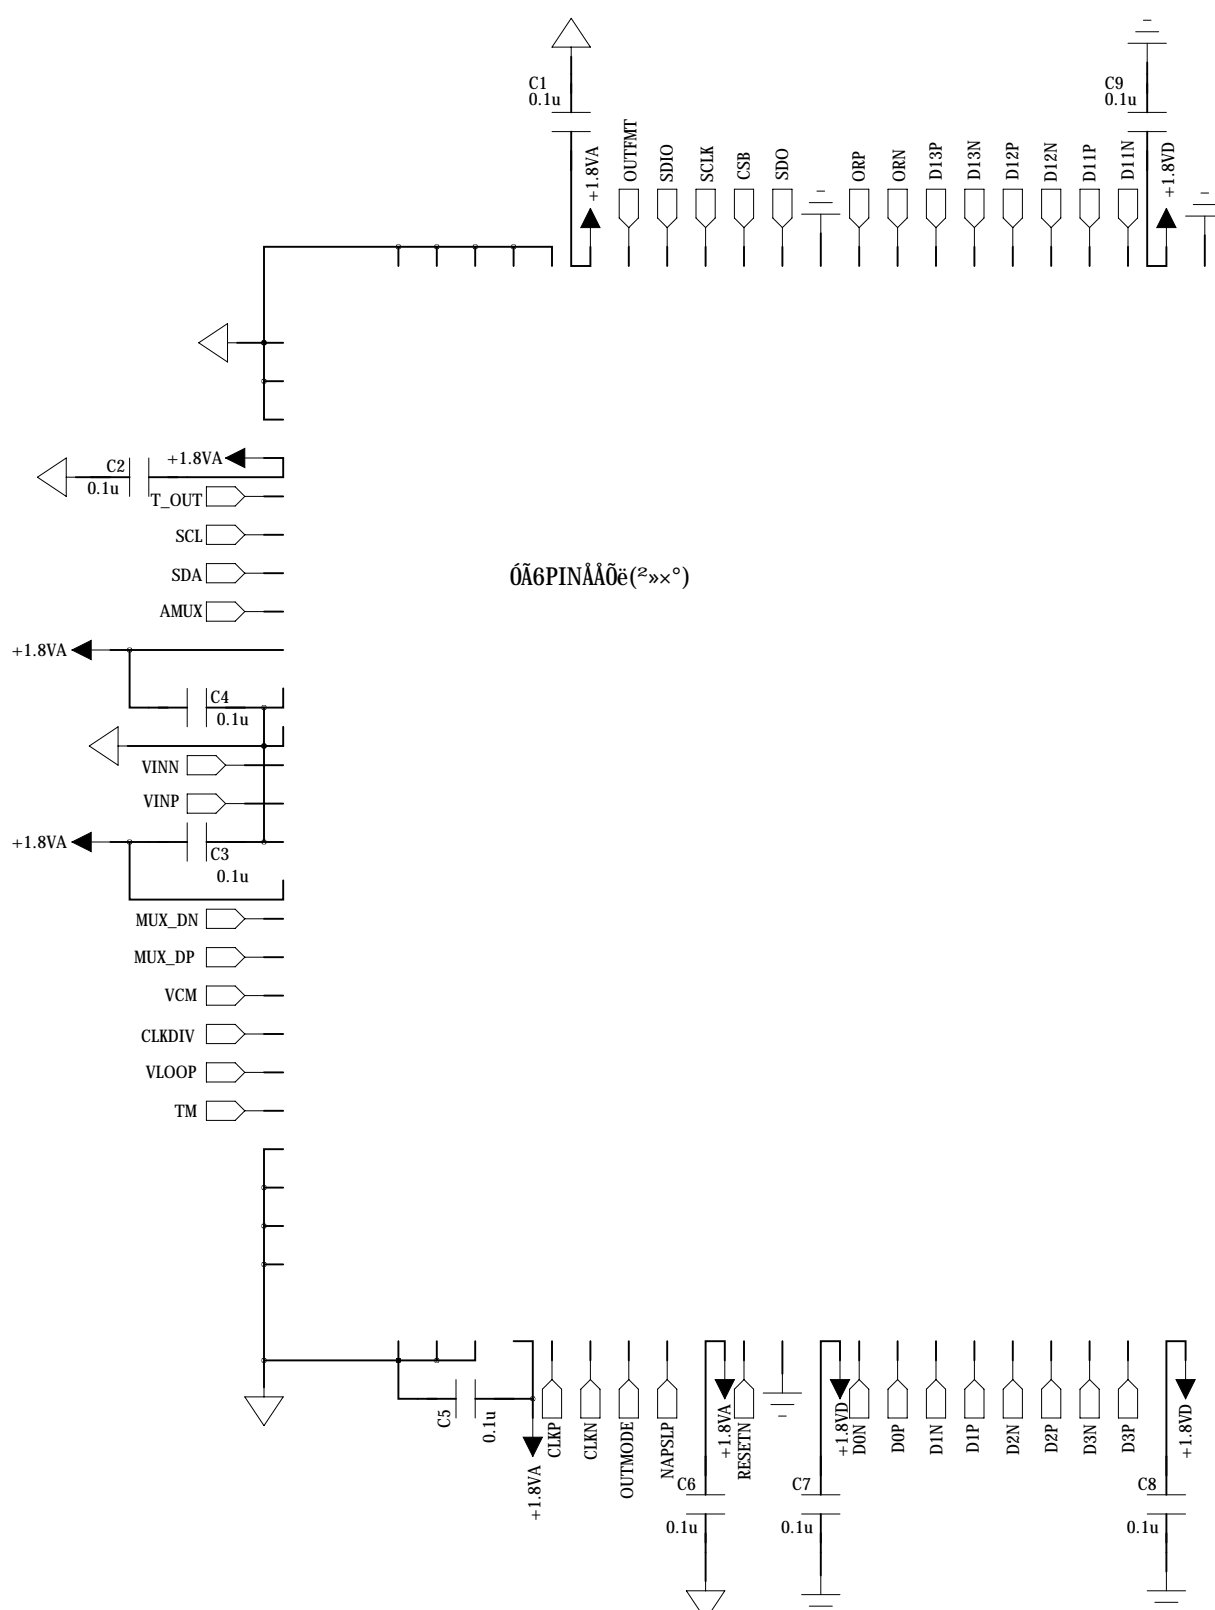 C1
0.1u
+1.8VA
OUTFMT
SDIO
SCLK
CSB
SDO
ORP
ORN
D13P
D13N
D12P
D12N
D11P
D11N
C9
0.1u
+1.8VD
+1.8VA
C2
0.1u
T_OUT
SCL
SDA
AMUX
ÓÃ6PINÅÅÕë(²»×°)
+1.8VA
C4
0.1u
VINN
VINP
+1.8VA
C3
0.1u
MUX_DN
MUX_DP
VCM
CLKDIV
VLOOP
TM
C5
0.1u
+1.8VA
CLKP
CLKN
OUTMODE
NAPSLP
+1.8VA
RESETN
+1.8VD
D0N
D0P
D1N
D1P
D2N
D2P
D3N
D3P
+1.8VD
C6
0.1u
C7
0.1u
C8
0.1u